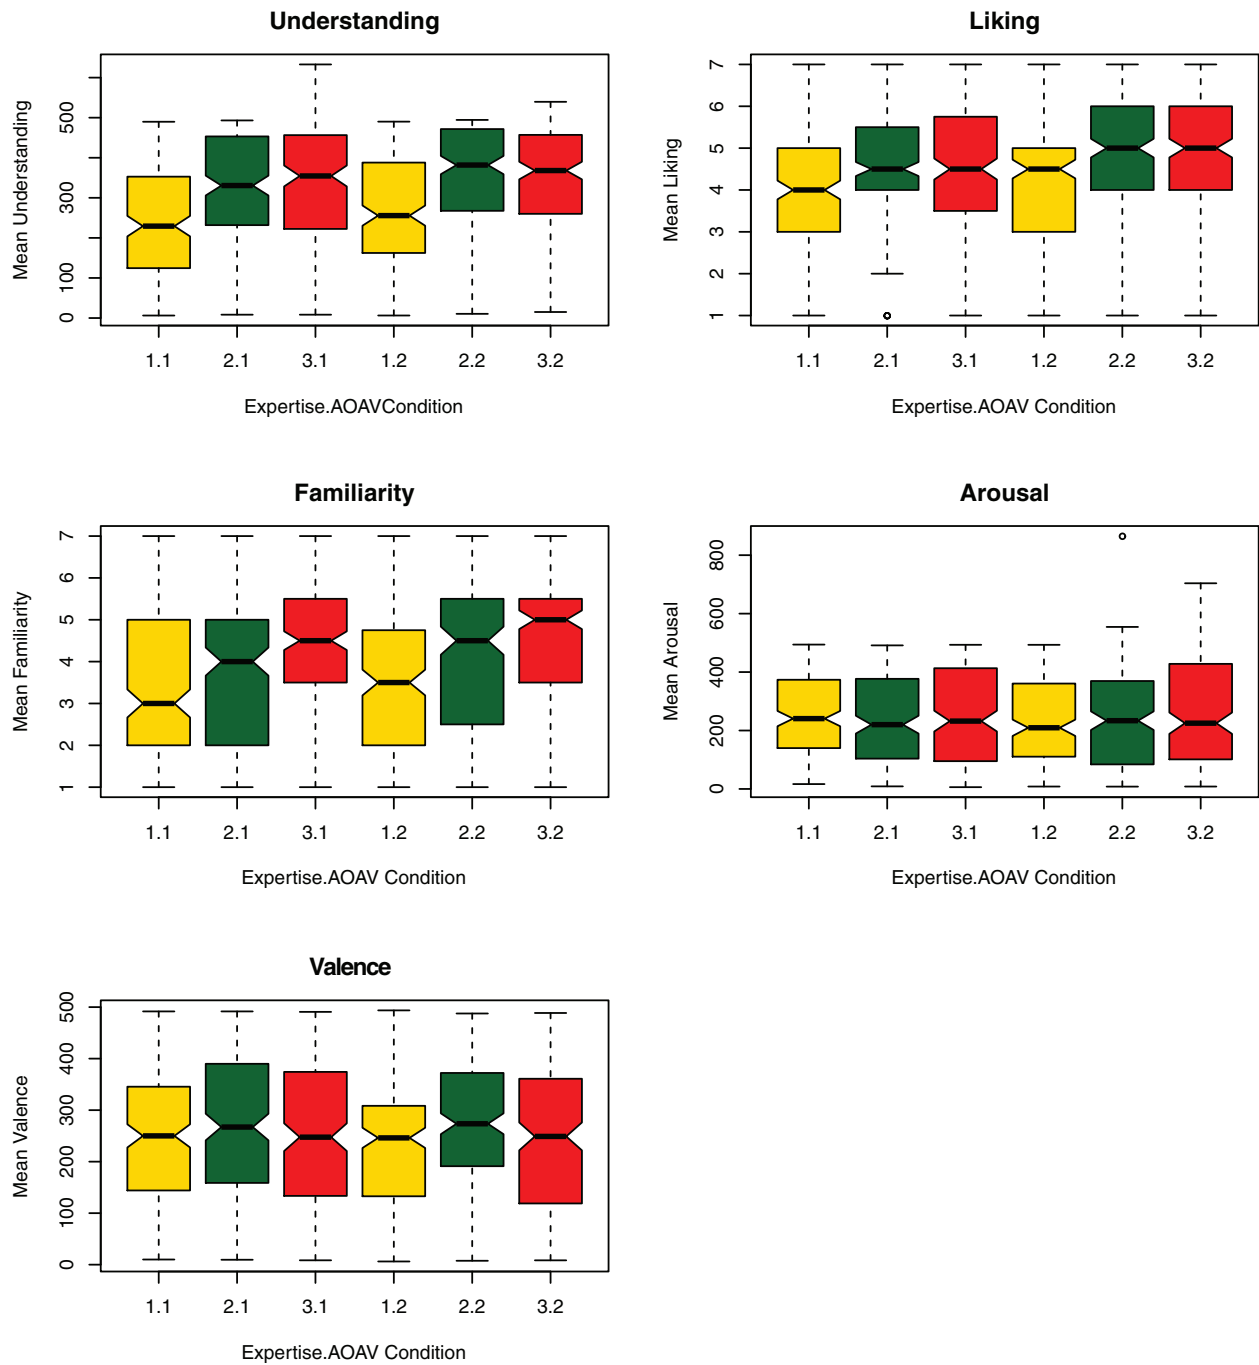 Understanding
Mean Understanding
0 100 300 500
1.1 2.1 3.1 1.2 2.2 3.2
Expertise.AOAVCondition
Liking
Mean Liking
1 2 3 4 5 6 7
1.1 2.1 3.1 1.2 2.2 3.2
Expertise.AOAV Condition
Familiarity
Mean Familiarity
1 2 3 4 5 6 7
1.1 2.1 3.1 1.2 2.2 3.2
Expertise.AOAV Condition
Arousal
Mean Arousal
0 200 400 600 800
1.1 2.1 3.1 1.2 2.2 3.2
Expertise.AOAV Condition
Valence
Mean Valence
0 100 200 300 400 500
1.1 2.1 3.1 1.2 2.2 3.2
Expertise.AOAV Condition